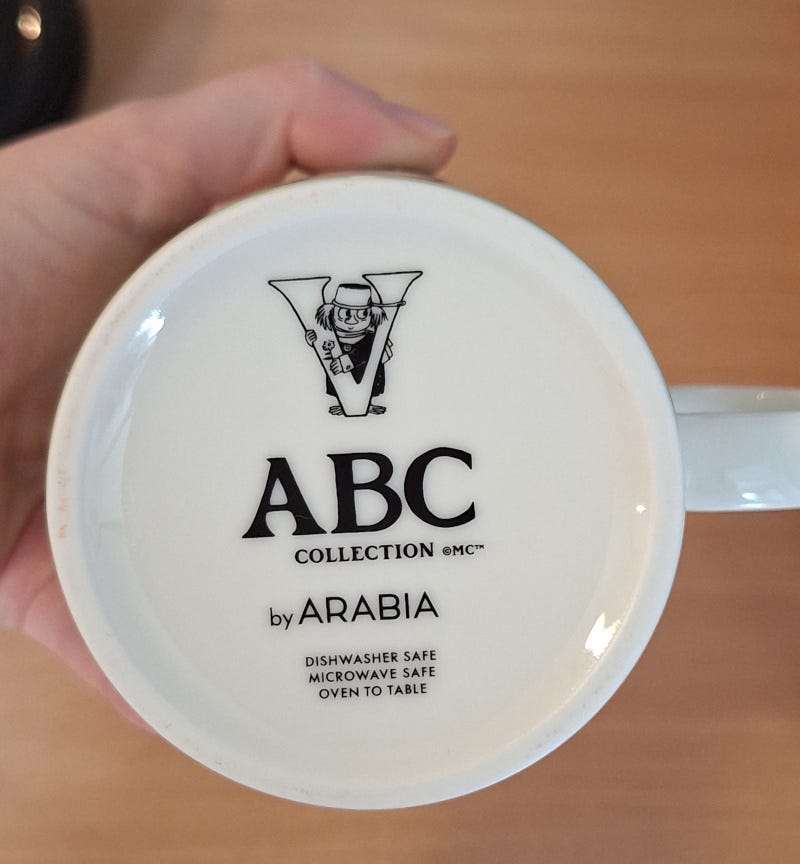 V
ABC
COLLECTION ©MC™
by ARABIA
DISHWASHER SAFE
MICROWAVE SAFE
OVEN TO TABLE